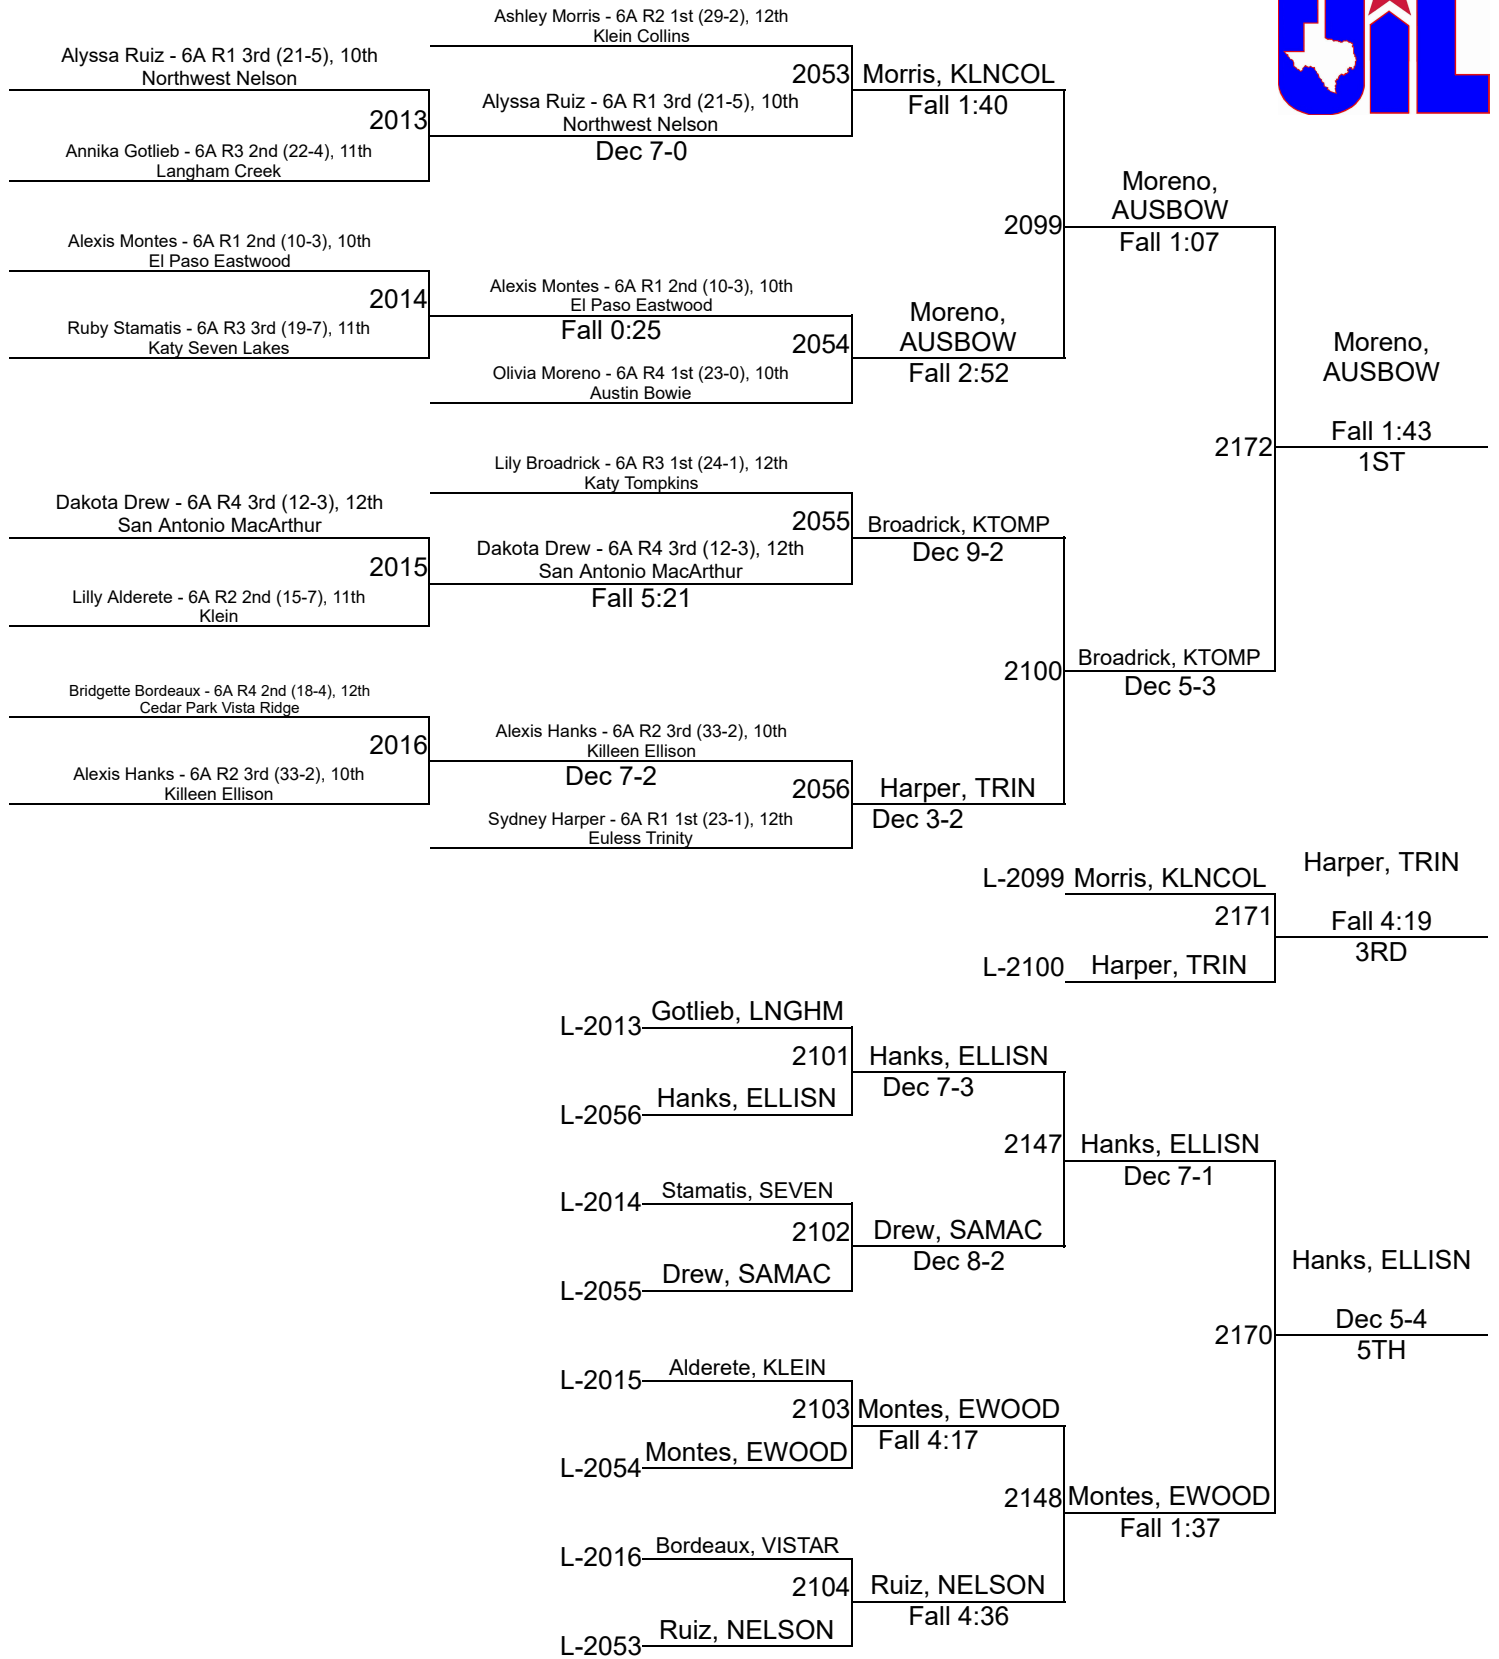 UIL
Ashley Morris - 6A R2 1st (29-2), 12th
Klein Collins
Alyssa Ruiz - 6A R1 3rd (21-5), 10th
Northwest Nelson
2053
Morris, KLNCOL
Fall 1:40
2013
Alyssa Ruiz - 6A R1 3rd (21-5), 10th
Northwest Nelson
Dec 7-0
Annika Gotlieb - 6A R3 2nd (22-4), 11th
Langham Creek
Moreno,
AUSBOW
Fall 1:07
2099
Alexis Montes - 6A R1 2nd (10-3), 10th
El Paso Eastwood
2014
Alexis Montes - 6A R1 2nd (10-3), 10th
El Paso Eastwood
Fall 0:25
Ruby Stamatis - 6A R3 3rd (19-7), 11th
Katy Seven Lakes
2054
Moreno,
AUSBOW
Fall 2:52
Olivia Moreno - 6A R4 1st (23-0), 10th
Austin Bowie
Moreno,
AUSBOW
Fall 1:43
1ST
2172
Lily Broadrick - 6A R3 1st (24-1), 12th
Katy Tompkins
Dakota Drew - 6A R4 3rd (12-3), 12th
San Antonio MacArthur
2055
Broadrick, KTOMP
Dec 9-2
2015
Dakota Drew - 6A R4 3rd (12-3), 12th
San Antonio MacArthur
Fall 5:21
Lilly Alderete - 6A R2 2nd (15-7), 11th
Klein
2100
Broadrick, KTOMP
Dec 5-3
Bridgette Bordeaux - 6A R4 2nd (18-4), 12th
Cedar Park Vista Ridge
2016
Alexis Hanks - 6A R2 3rd (33-2), 10th
Killeen Ellison
Dec 7-2
Alexis Hanks - 6A R2 3rd (33-2), 10th
Killeen Ellison
2056
Harper, TRIN
Dec 3-2
Sydney Harper - 6A R1 1st (23-1), 12th
Euless Trinity
L-2099
Morris, KLNCOL
Harper, TRIN
2171
Fall 4:19
3RD
L-2100
Harper, TRIN
L-2013
Gotlieb, LNGHM
2101
Hanks, ELLISN
Dec 7-3
L-2056
Hanks, ELLISN
2147
Hanks, ELLISN
Dec 7-1
L-2014
Stamatis, SEVEN
2102
Drew, SAMAC
Dec 8-2
L-2055
Drew, SAMAC
Hanks, ELLISN
2170
Dec 5-4
5TH
L-2015
Alderete, KLEIN
2103
Montes, EWOOD
Fall 4:17
L-2054
Montes, EWOOD
2148
Montes, EWOOD
Fall 1:37
L-2016
Bordeaux, VISTAR
2104
Ruiz, NELSON
Fall 4:36
L-2053
Ruiz, NELSON